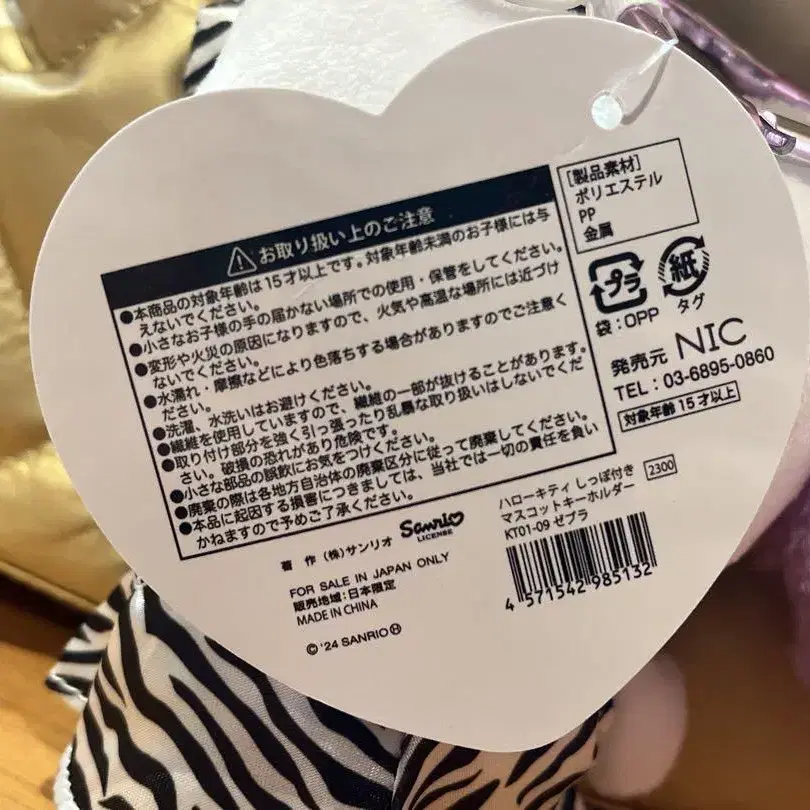 お取り扱い上のご注意
●本商品の対象年齢は15才以上です。対象年齢未満のお子様には与
えないでください。
●小さなお子様の手の届かない場所での使用・保管をしてください。
●変形や火災の原因になりますので、火気や高温な場所には近づけ
ないでください。
●水濡れ・摩擦などにより色落ちする場合がありますのでご注意く
ださい。
●洗濯、水洗いはお避けください。
●繊維を使用していますので、繊維の一部が抜けることがあります。
●取り付け部分を強く引っ張ったり乱暴な取り扱いはしないでくだ
さい。破損の恐れがあり危険です。
●小さな部品の誤飲にお気をつけください。
●廃棄の際は各地方自治体の廃棄区分に従って廃棄してください。
●本品に起因する損害につきましては、当社では一切の責任を負い
かねますので予めご了承ください。
[製品素材]
ポリエステル
PP
金属
プラ
紙
袋:OPP
タグ
発売元 NIC
TEL:03-6895-0860
対象年齢15才以上
著 作 (株)サンリオ
Sanrio
LICENSE
FOR SALE IN JAPAN ONLY
販売地域:日本限定
MADE IN CHINA
©'24 SANRIO Ⓗ
ハローキティ しっぽ付き
マスコットキーホルダー
KT01-09 ゼブラ
2300
4 571542 985132